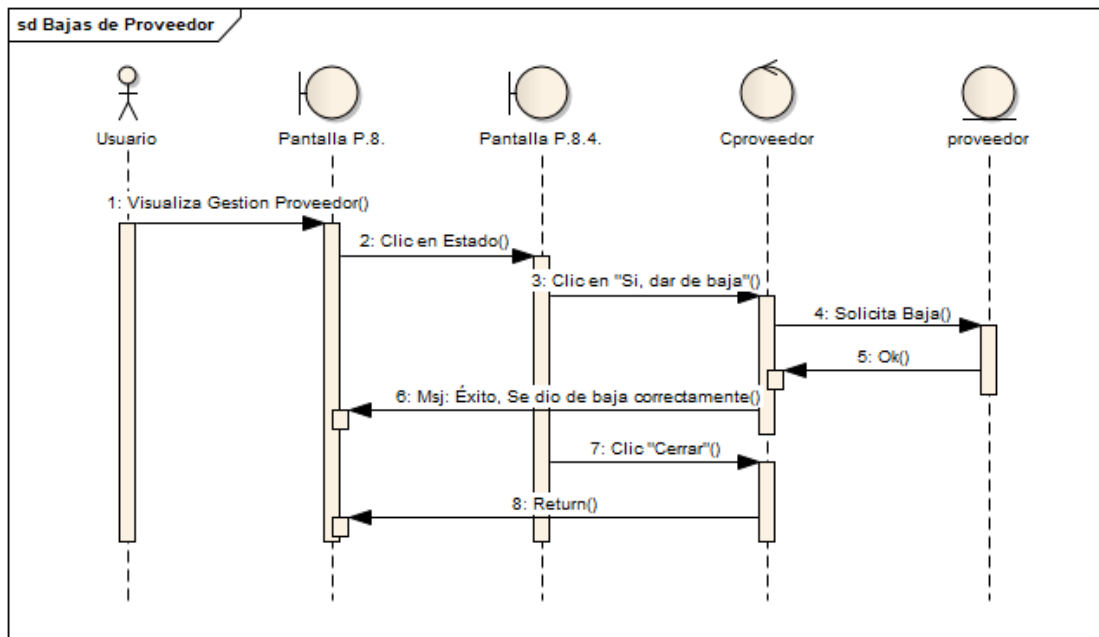 sd Bajas de Proveedor
Usuario
Pantalla P.8.
Pantalla P.8.4.
Cproveedor
proveedor
1: Visualiza Gestion Proveedor()
2: Clic en Estado()
3: Clic en "Si, dar de baja"()
4: Solicita Baja()
5: Ok()
6: Msj: Éxito, Se dio de baja correctamente()
7: Clic "Cerrar"()
8: Return()